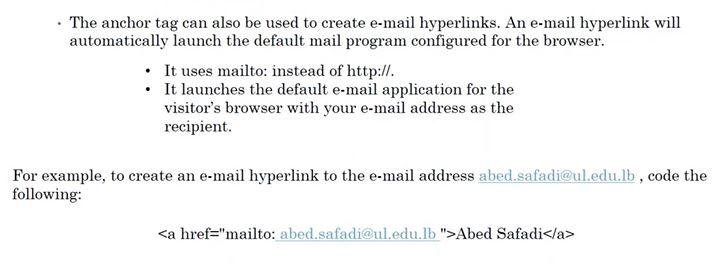 • The anchor tag can also be used to create e-mail hyperlinks. An e-mail hyperlink will
automatically launch the default mail program configured for the browser.
• It uses mailto: instead of http://.
• It launches the default e-mail application for the
visitor's browser with your e-mail address as the
recipient.
For example, to create an e-mail hyperlink to the e-mail address abed.safadi@ul.edu.lb , code the
following:
<a href="mailto: abed.safadi@ul.edu.lb ">Abed Safadi</a>